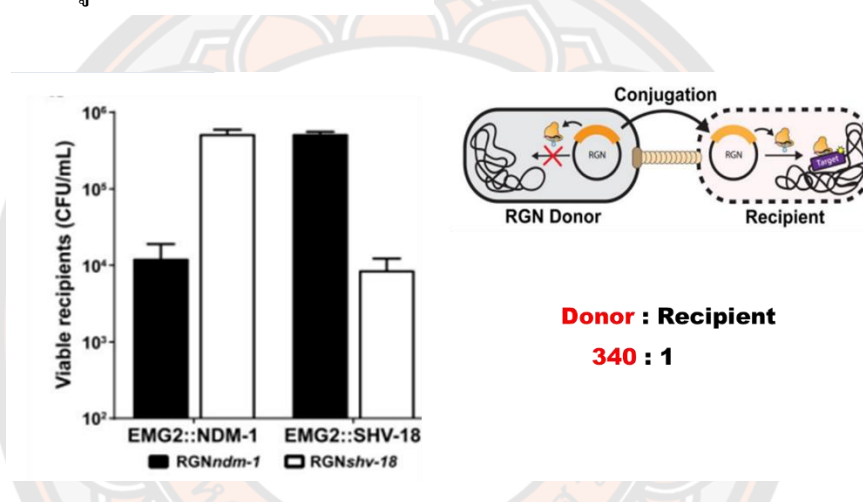 Conjugation
RGN
RGN
Target
RGN Donor
Recipient
Viable recipients (CFU/mL)
10⁶
10⁵
10⁴
10³
10²
EMG2::NDM-1 EMG2::SHV-18
RGNndm-1 RGNshv-18
Donor : Recipient
340 : 1